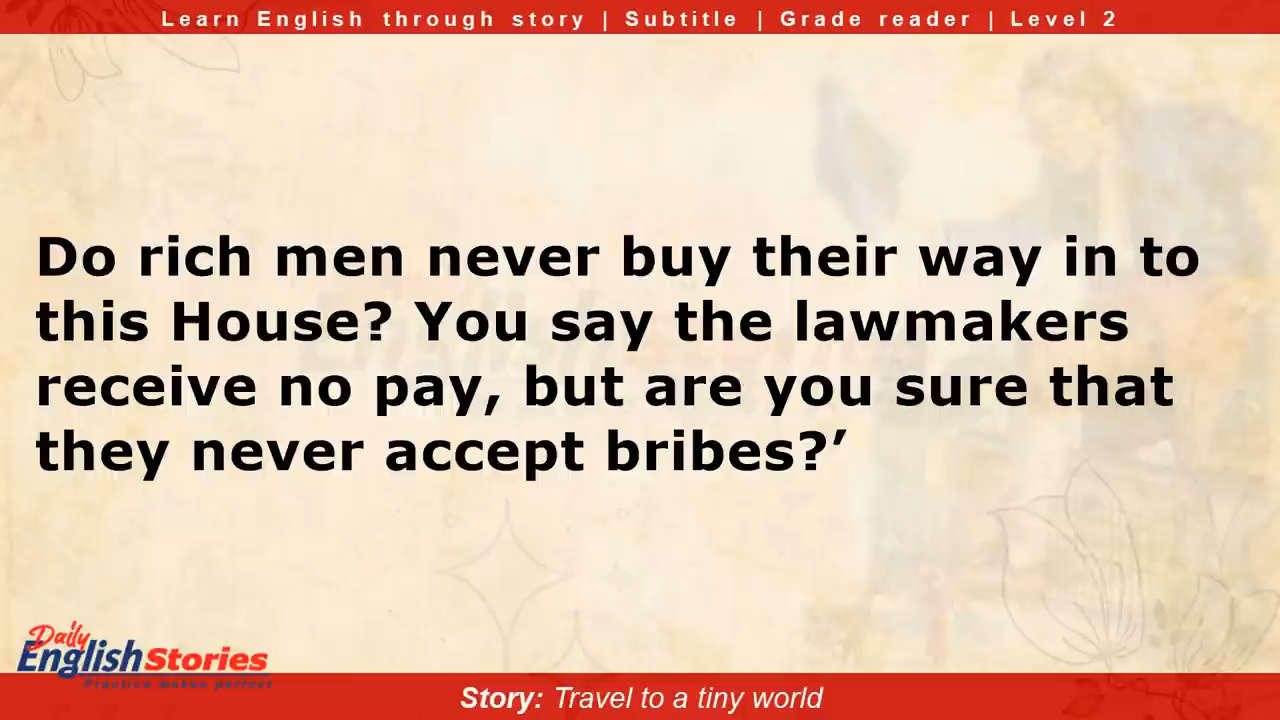 Learn English through story | Subtitle | Grade reader | Level 2
Do rich men never buy their way in to
this House? You say the lawmakers
receive no pay, but are you sure that
they never accept bribes?’
Daily
English Stories
Practice makes perfect
Story: Travel to a tiny world